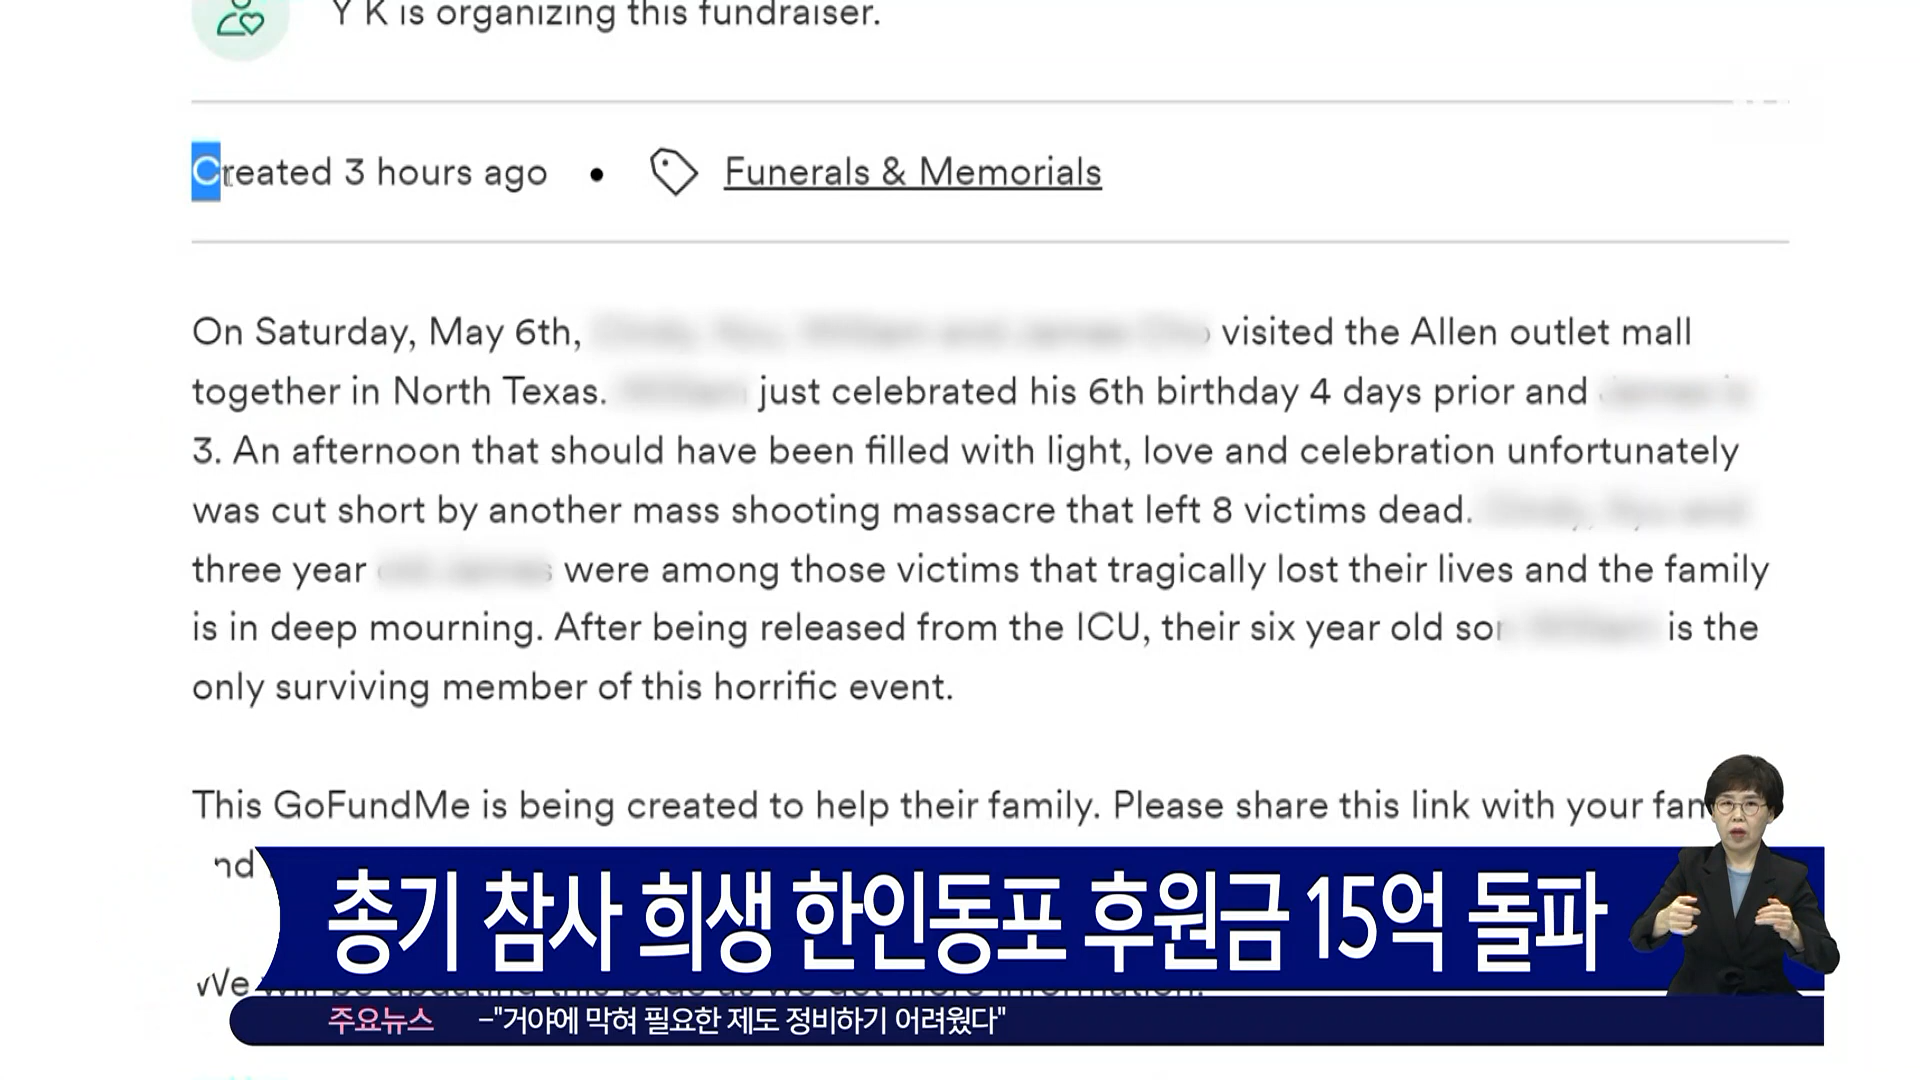 Y K is organizing this fundraiser.
Created 3 hours ago • Funerals & Memorials
On Saturday, May 6th, visited the Allen outlet mall
together in North Texas. just celebrated his 6th birthday 4 days prior and
3. An afternoon that should have been filled with light, love and celebration unfortunately
was cut short by another mass shooting massacre that left 8 victims dead.
three year were among those victims that tragically lost their lives and the family
is in deep mourning. After being released from the ICU, their six year old son is the
only surviving member of this horrific event.
This GoFundMe is being created to help their family. Please share this link with your
총기 참사 희생 한인동포 후원금 15억 돌파
We
주요뉴스 -"거야에 막혀 필요한 제도 정비하기 어려웠다"